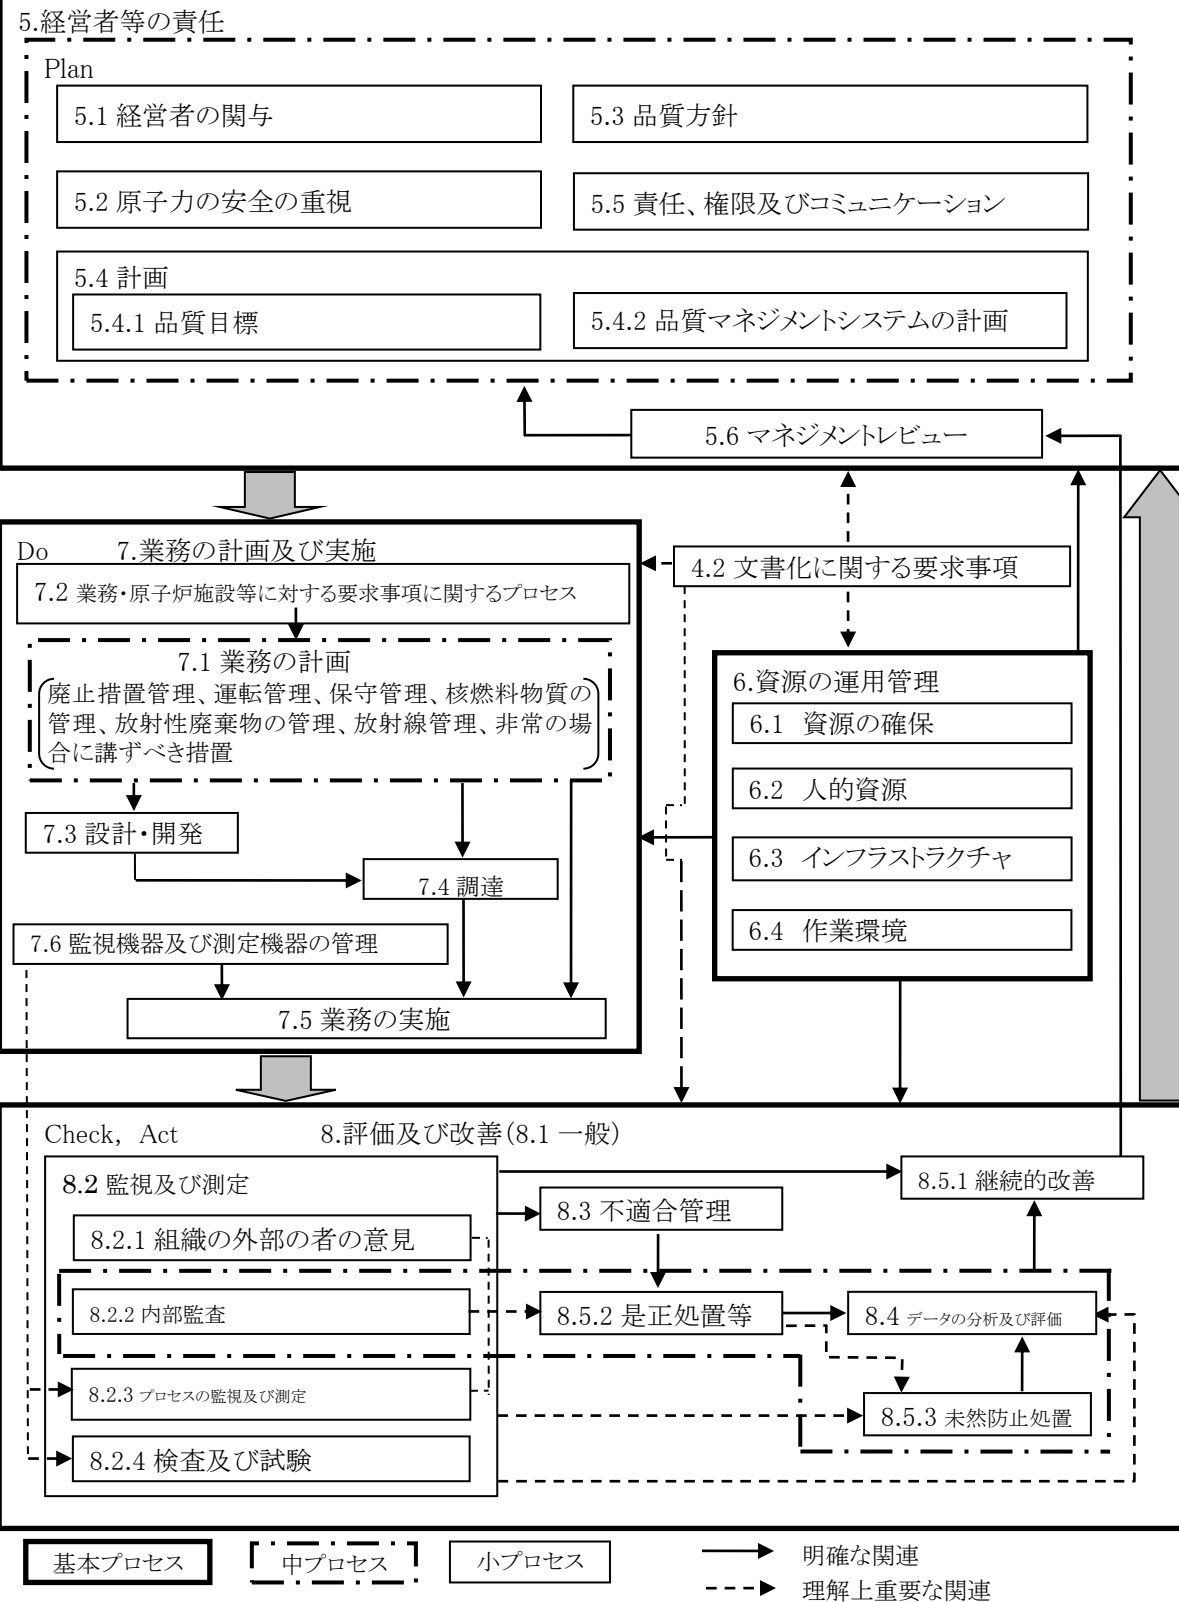 5.経営者等の責任
Plan
5.1 経営者の関与
5.3 品質方針
5.2 原子力の安全の重視
5.5 責任、権限及びコミュニケーション
5.4 計画
5.4.1 品質目標
5.4.2 品質マネジメントシステムの計画
5.6 マネジメントレビュー
Do 7.業務の計画及び実施
7.2 業務・原子炉施設等に対する要求事項に関するプロセス
4.2 文書化に関する要求事項
7.1 業務の計画
廃止措置管理、運転管理、保守管理、核燃料物質の
管理、放射性廃棄物の管理、放射線管理、非常の場
合に講ずべき措置
6.資源の運用管理
6.1 資源の確保
6.2 人的資源
6.3 インフラストラクチャ
6.4 作業環境
7.3 設計・開発
7.4 調達
7.6 監視機器及び測定機器の管理
7.5 業務の実施
Check, Act 8.評価及び改善(8.1 一般)
8.2 監視及び測定
8.5.1 継続的改善
8.3 不適合管理
8.2.1 組織の外部の者の意見
8.2.2 内部監査
8.5.2 是正処置等
8.4 データの分析及び評価
8.2.3 プロセスの監視及び測定
8.5.3 未然防止処置
8.2.4 検査及び試験
基本プロセス
中プロセス
小プロセス
明確な関連
理解上重要な関連